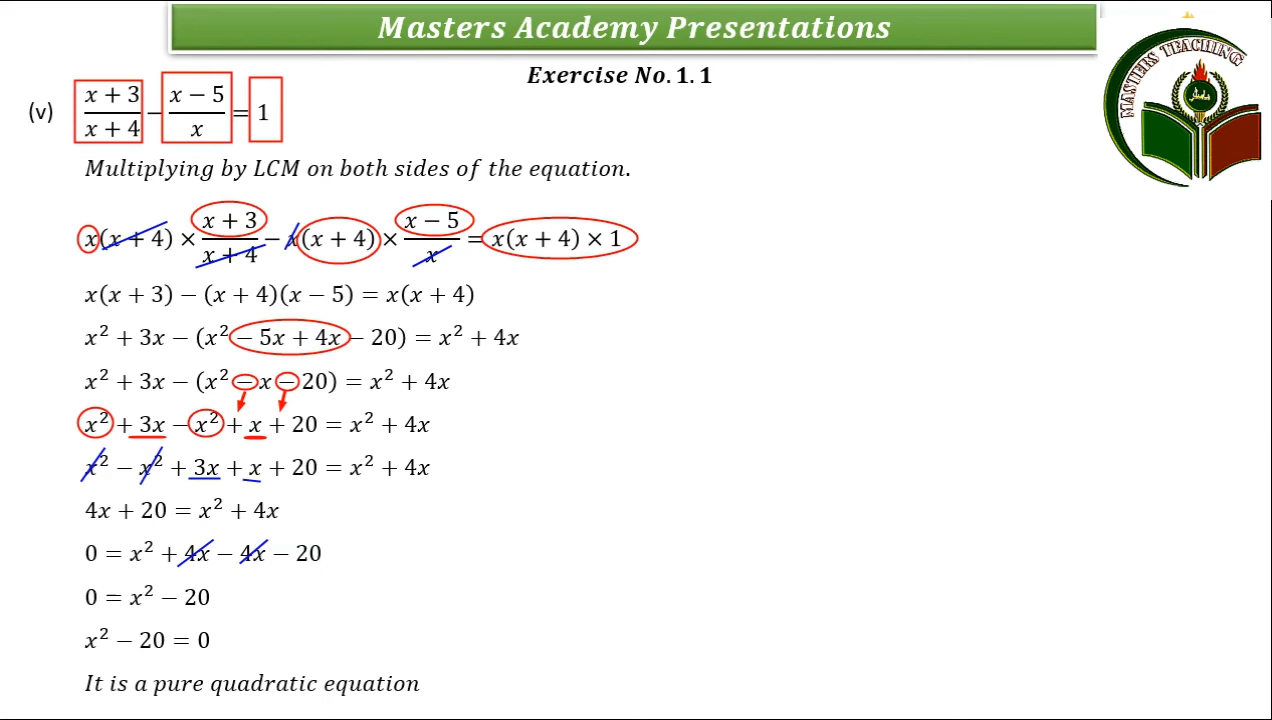 Masters Academy Presentations
MASTERS TEACHING
Exercise No. 1.1
(v) (x + 3)/(x + 4) − (x − 5)/x = 1
Multiplying by LCM on both sides of the equation.
x(x + 4) × (x + 3)/(x + 4) − x(x + 4) × (x − 5)/x = x(x + 4) × 1
x(x + 3) − (x + 4)(x − 5) = x(x + 4)
x² + 3x − (x² − 5x + 4x − 20) = x² + 4x
x² + 3x − (x² − x − 20) = x² + 4x
x² + 3x − x² + x + 20 = x² + 4x
x² − x² + 3x + x + 20 = x² + 4x
4x + 20 = x² + 4x
0 = x² + 4x − 4x − 20
0 = x² − 20
x² − 20 = 0
It is a pure quadratic equation